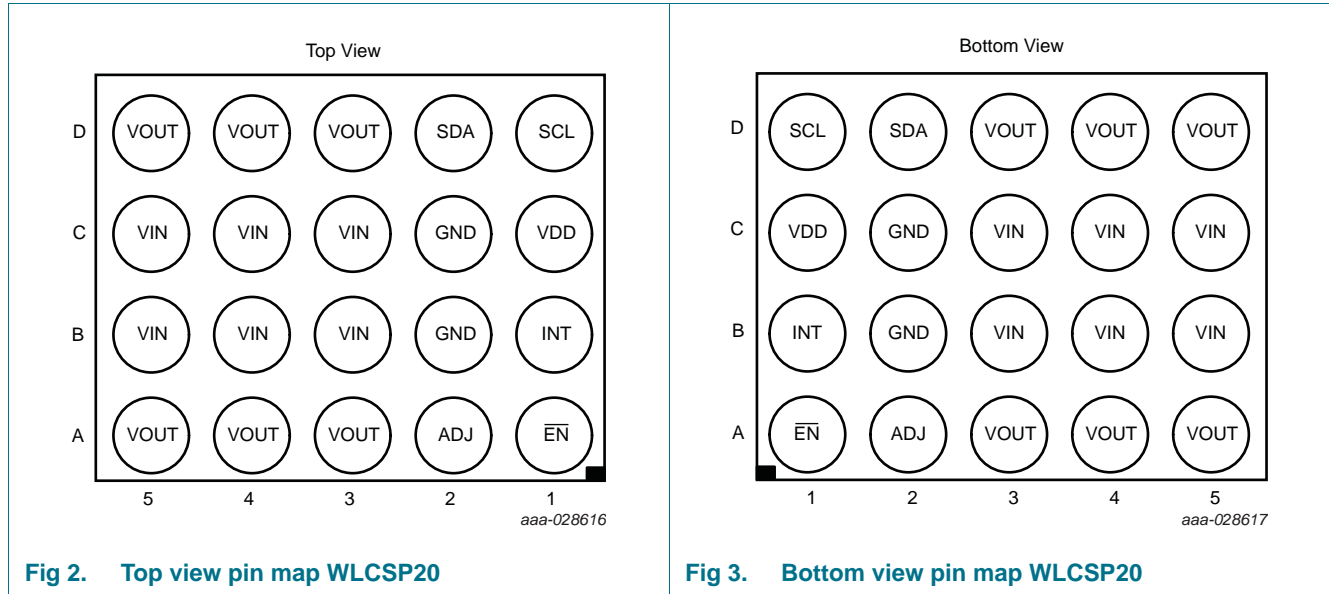 Top View
D VOUT VOUT VOUT SDA SCL
C VIN VIN VIN GND VDD
B VIN VIN VIN GND INT
A VOUT VOUT VOUT ADJ E̅N̅
5 4 3 2 1
aaa-028616
Fig 2. Top view pin map WLCSP20
Bottom View
D SCL SDA VOUT VOUT VOUT
C VDD GND VIN VIN VIN
B INT GND VIN VIN VIN
A E̅N̅ ADJ VOUT VOUT VOUT
1 2 3 4 5
aaa-028617
Fig 3. Bottom view pin map WLCSP20